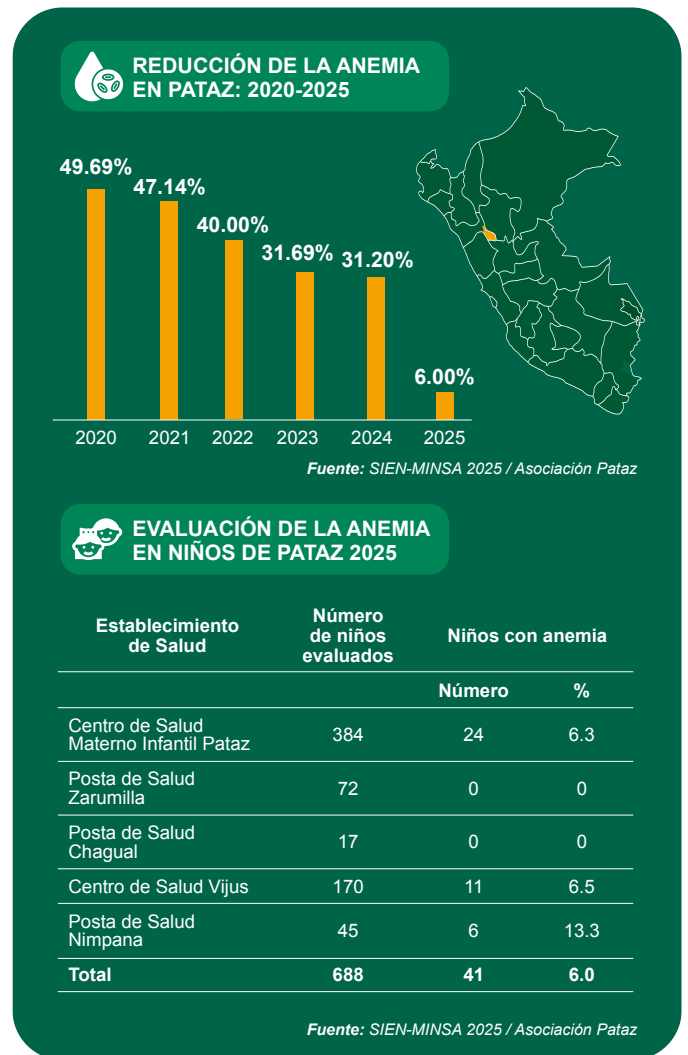 REDUCCIÓN DE LA ANEMIA
EN PATAZ: 2020-2025
49.69%
47.14%
40.00%
31.69%
31.20%
6.00%
2020 2021 2022 2023 2024 2025
Fuente: SIEN-MINSA 2025 / Asociación Pataz
EVALUACIÓN DE LA ANEMIA
EN NIÑOS DE PATAZ 2025
Establecimiento
de Salud
Número
de niños
evaluados
Niños con anemia
Número %
Centro de Salud
Materno Infantil Pataz
384 24 6.3
Posta de Salud
Zarumilla
72 0 0
Posta de Salud
Chagual
17 0 0
Centro de Salud Vijus 170 11 6.5
Posta de Salud
Nimpana
45 6 13.3
Total 688 41 6.0
Fuente: SIEN-MINSA 2025 / Asociación Pataz